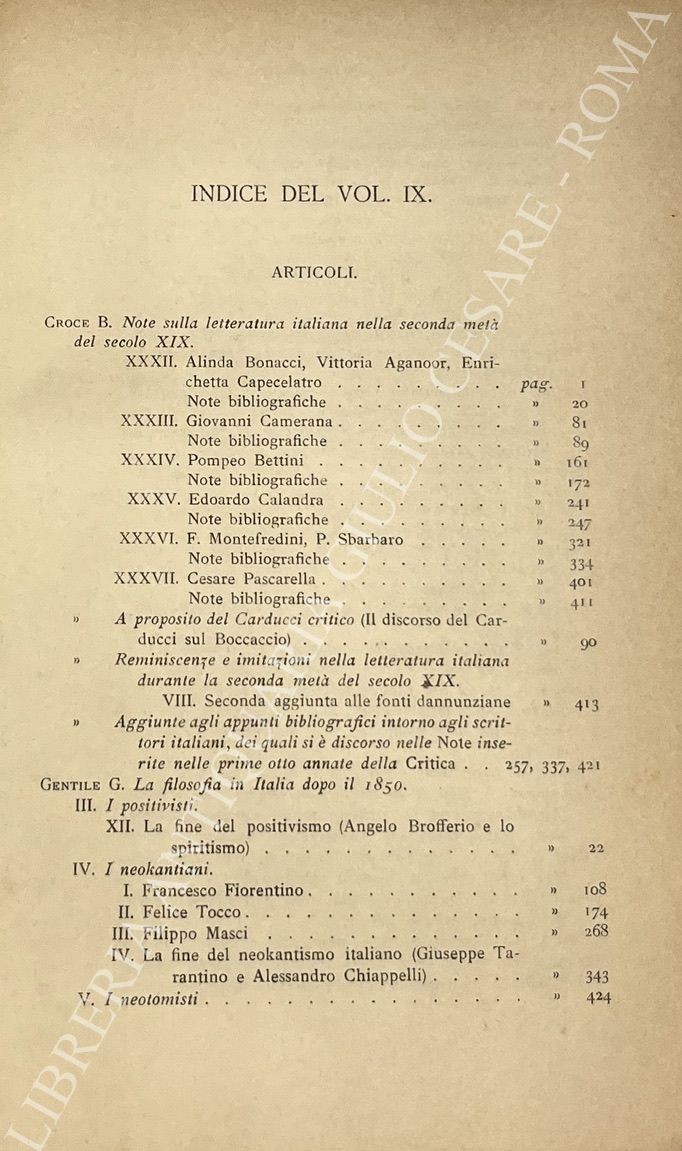 INDICE DEL VOL. IX.
ARTICOLI.
CROCE B. Note sulla letteratura italiana nella seconda metà
del secolo XIX.
XXXII. Alinda Bonacci, Vittoria Aganoor, Enri-
chetta Capecelatro . . . . . . . . . pag. 1
Note bibliografiche . . . . . . . . . » 20
XXXIII. Giovanni Camerana . . . . . . . . . » 81
Note bibliografiche . . . . . . . . . » 89
XXXIV. Pompeo Bettini . . . . . . . . . . » 161
Note bibliografiche . . . . . . . . . » 172
XXXV. Edoardo Calandra . . . . . . . . . » 241
Note bibliografiche . . . . . . . . . » 247
XXXVI. F. Montefredini, P. Sbarbaro . . . . . » 321
Note bibliografiche . . . . . . . . . » 334
XXXVII. Cesare Pascarella . . . . . . . . . . » 401
Note bibliografiche . . . . . . . . . » 411
» A proposito del Carducci critico (Il discorso del Car-
ducci sul Boccaccio) . . . . . . . . . . . » 90
» Reminiscenze e imitazioni nella letteratura italiana
durante la seconda metà del secolo XIX.
VIII. Seconda aggiunta alle fonti dannunziane » 413
» Aggiunte agli appunti bibliografici intorno agli scrit-
tori italiani, dei quali si è discorso nelle Note inse-
rite nelle prime otto annate della Critica . . 257, 337, 421
GENTILE G. La filosofia in Italia dopo il 1850.
III. I positivisti.
XII. La fine del positivismo (Angelo Brofferio e lo
spiritismo) . . . . . . . . . . . . . » 22
IV. I neokantiani.
I. Francesco Fiorentino . . . . . . . . . . . » 108
II. Felice Tocco . . . . . . . . . . . . . . » 174
III. Filippo Masci . . . . . . . . . . . . . » 268
IV. La fine del neokantismo italiano (Giuseppe Ta-
rantino e Alessandro Chiappelli) . . . . . » 343
V. I neotomisti . . . . . . . . . . . . . . . . » 424
LIBRERIA ANTIQUARIA GIULIO CESARE - ROMA